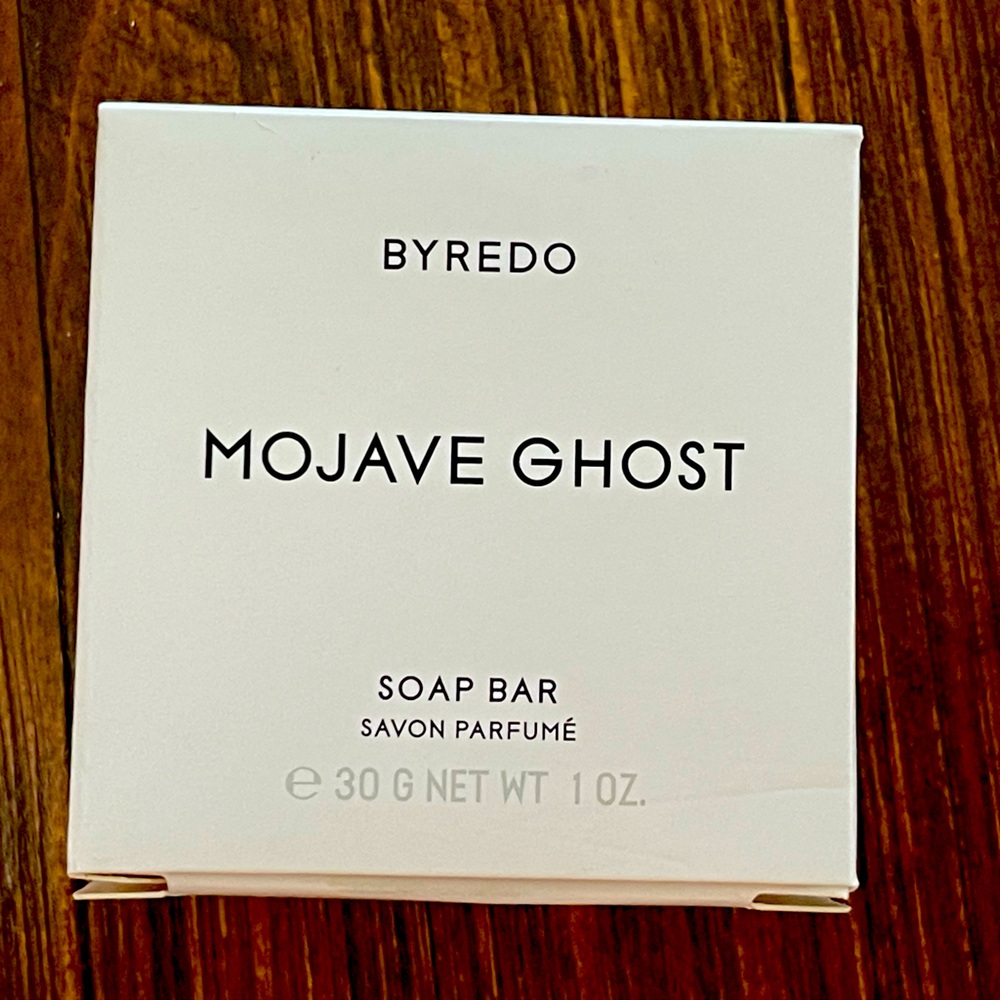 BYREDO
MOJAVE GHOST
SOAP BAR
SAVON PARFUMÉ
℮ 30 G NET WT 1 OZ.